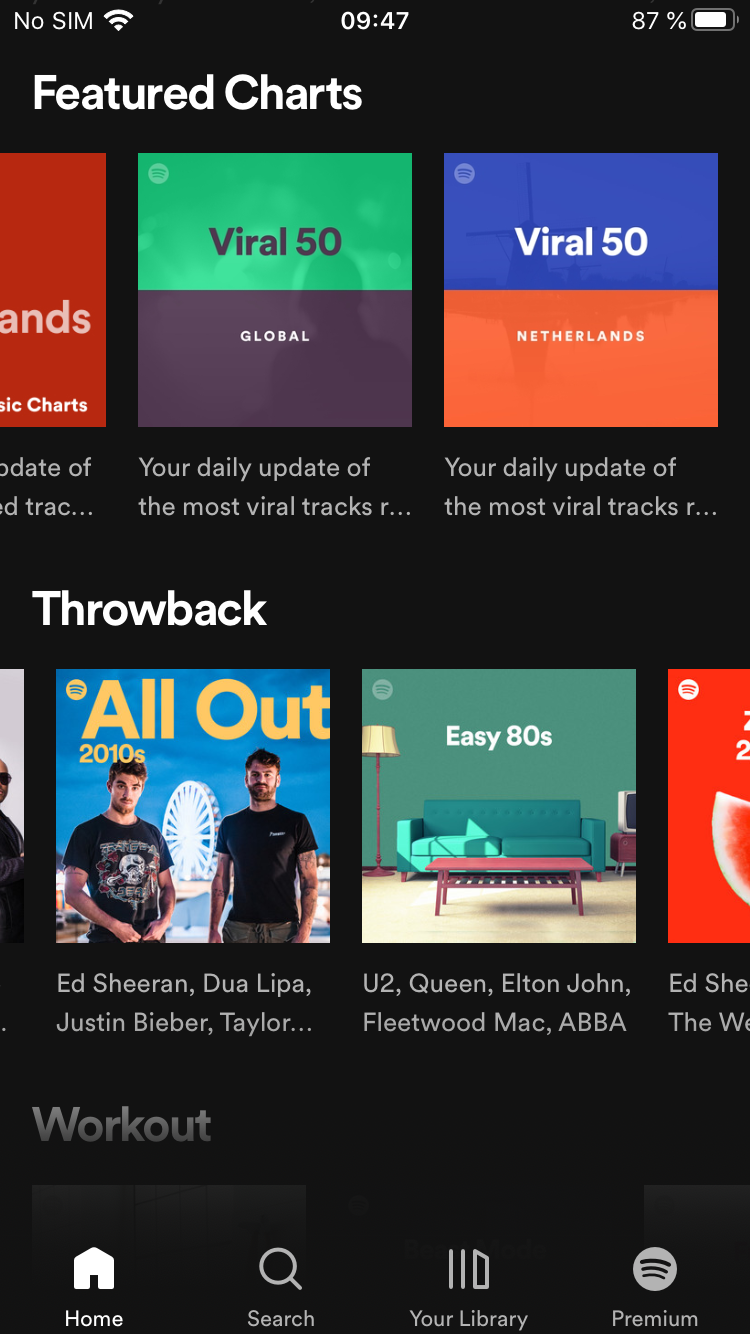 No SIM 09:47 87 %
Featured Charts
ands
sic Charts
Viral 50
GLOBAL
Viral 50
NETHERLANDS
pdate of
ed trac...
Your daily update of
the most viral tracks r...
Your daily update of
the most viral tracks r...
Throwback
All Out
2010s
Easy 80s
2
Ed Sheeran, Dua Lipa,
Justin Bieber, Taylor...
U2, Queen, Elton John,
Fleetwood Mac, ABBA
Ed She
The We
Workout
Beast Mode
Home
Search
Your Library
Premium